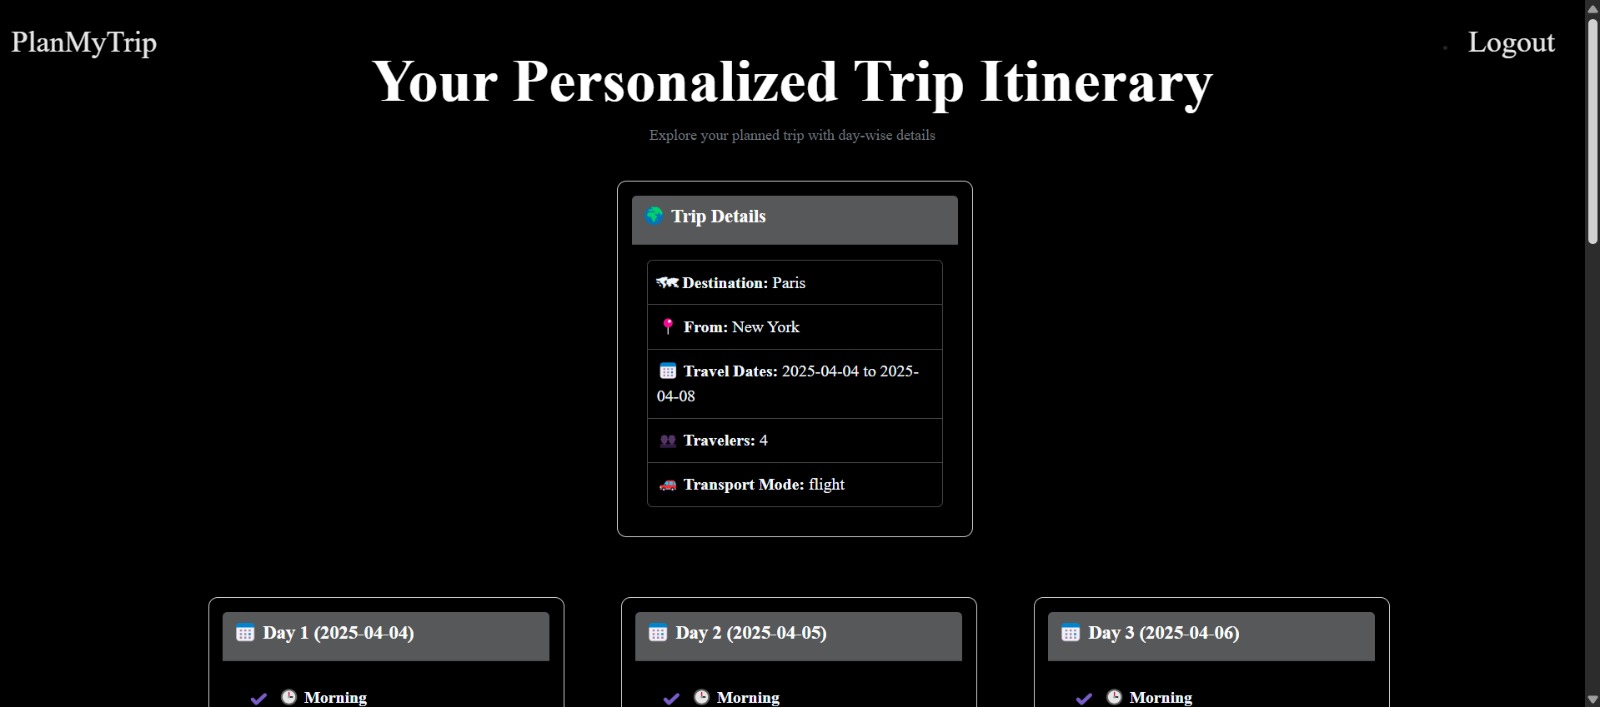 PlanMyTrip
Logout
Your Personalized Trip Itinerary
Explore your planned trip with day-wise details
Trip Details
Destination: Paris
From: New York
Travel Dates: 2025-04-04 to 2025-
04-08
Travelers: 4
Transport Mode: flight
Day 1 (2025-04-04)
Day 2 (2025-04-05)
Day 3 (2025-04-06)
Morning
Morning
Morning